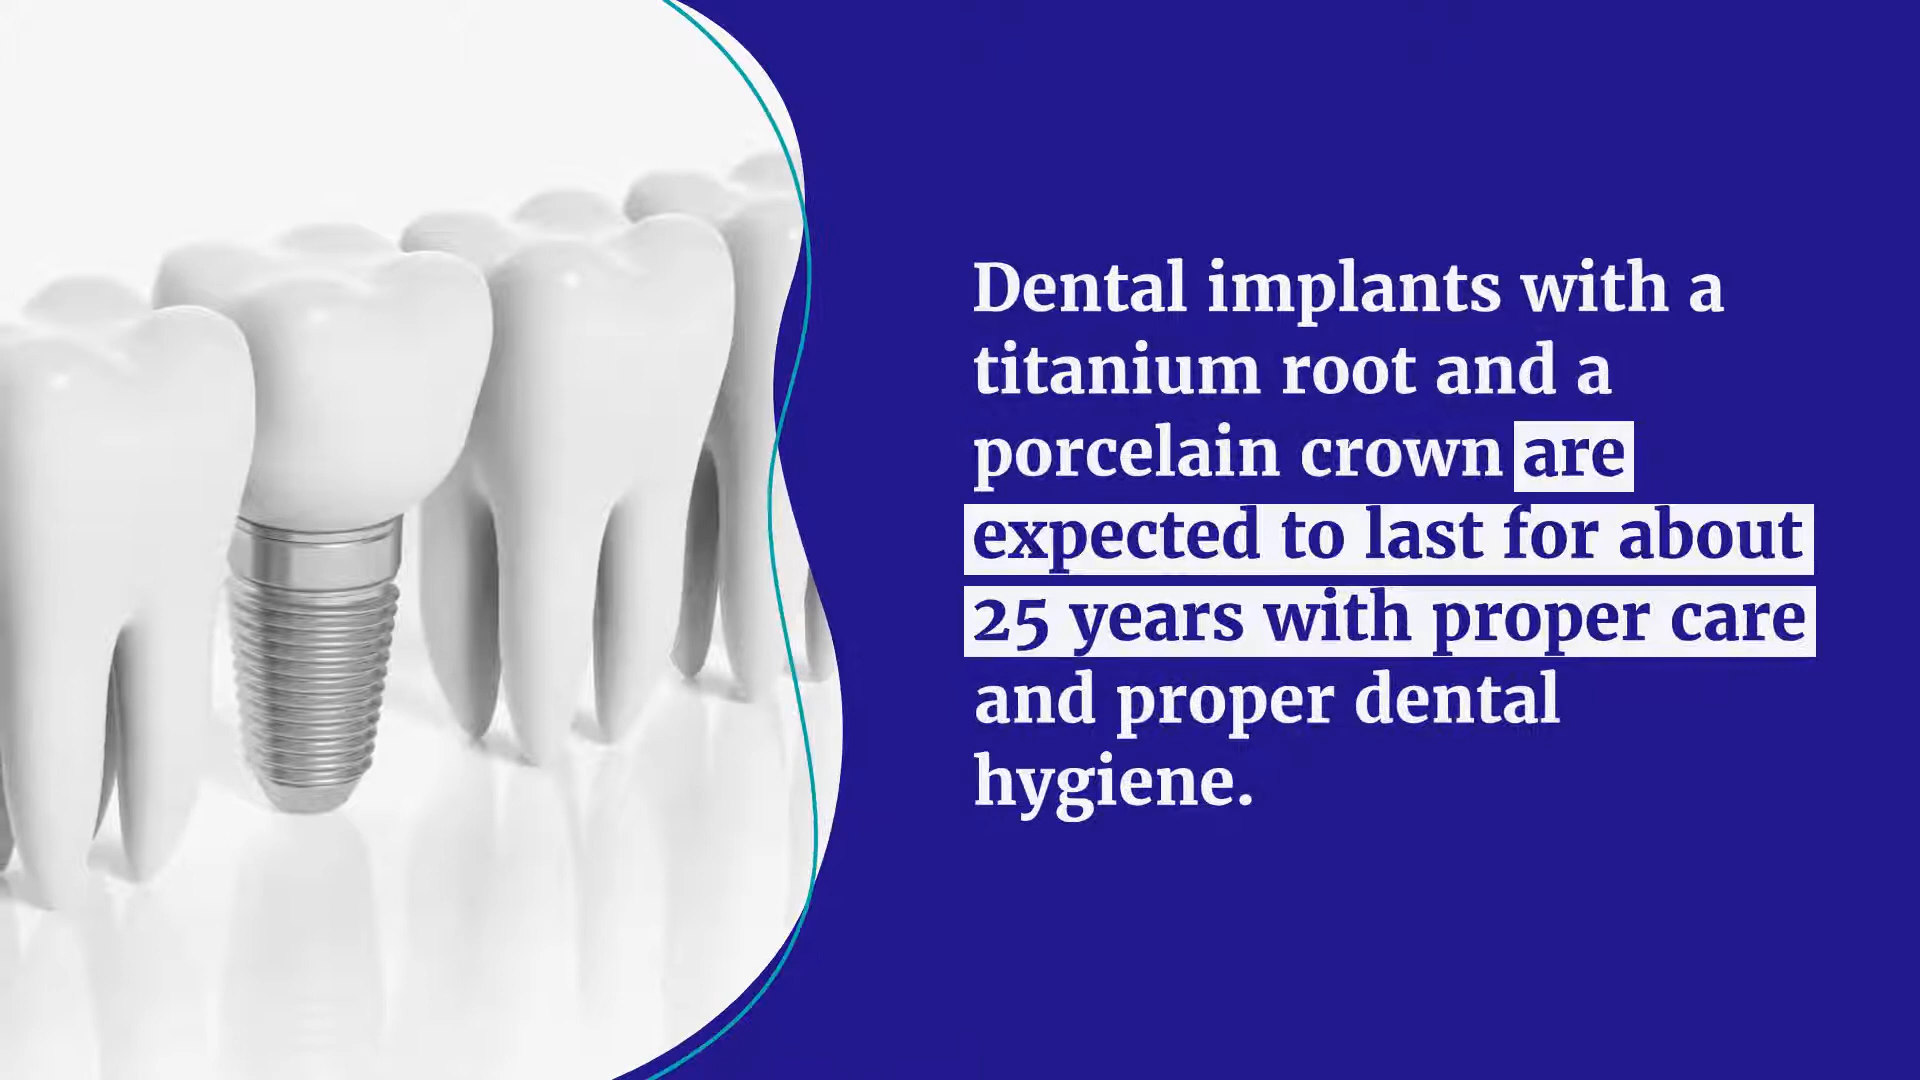 Dental implants with a
titanium root and a
porcelain crown are
expected to last for about
25 years with proper care
and proper dental
hygiene.